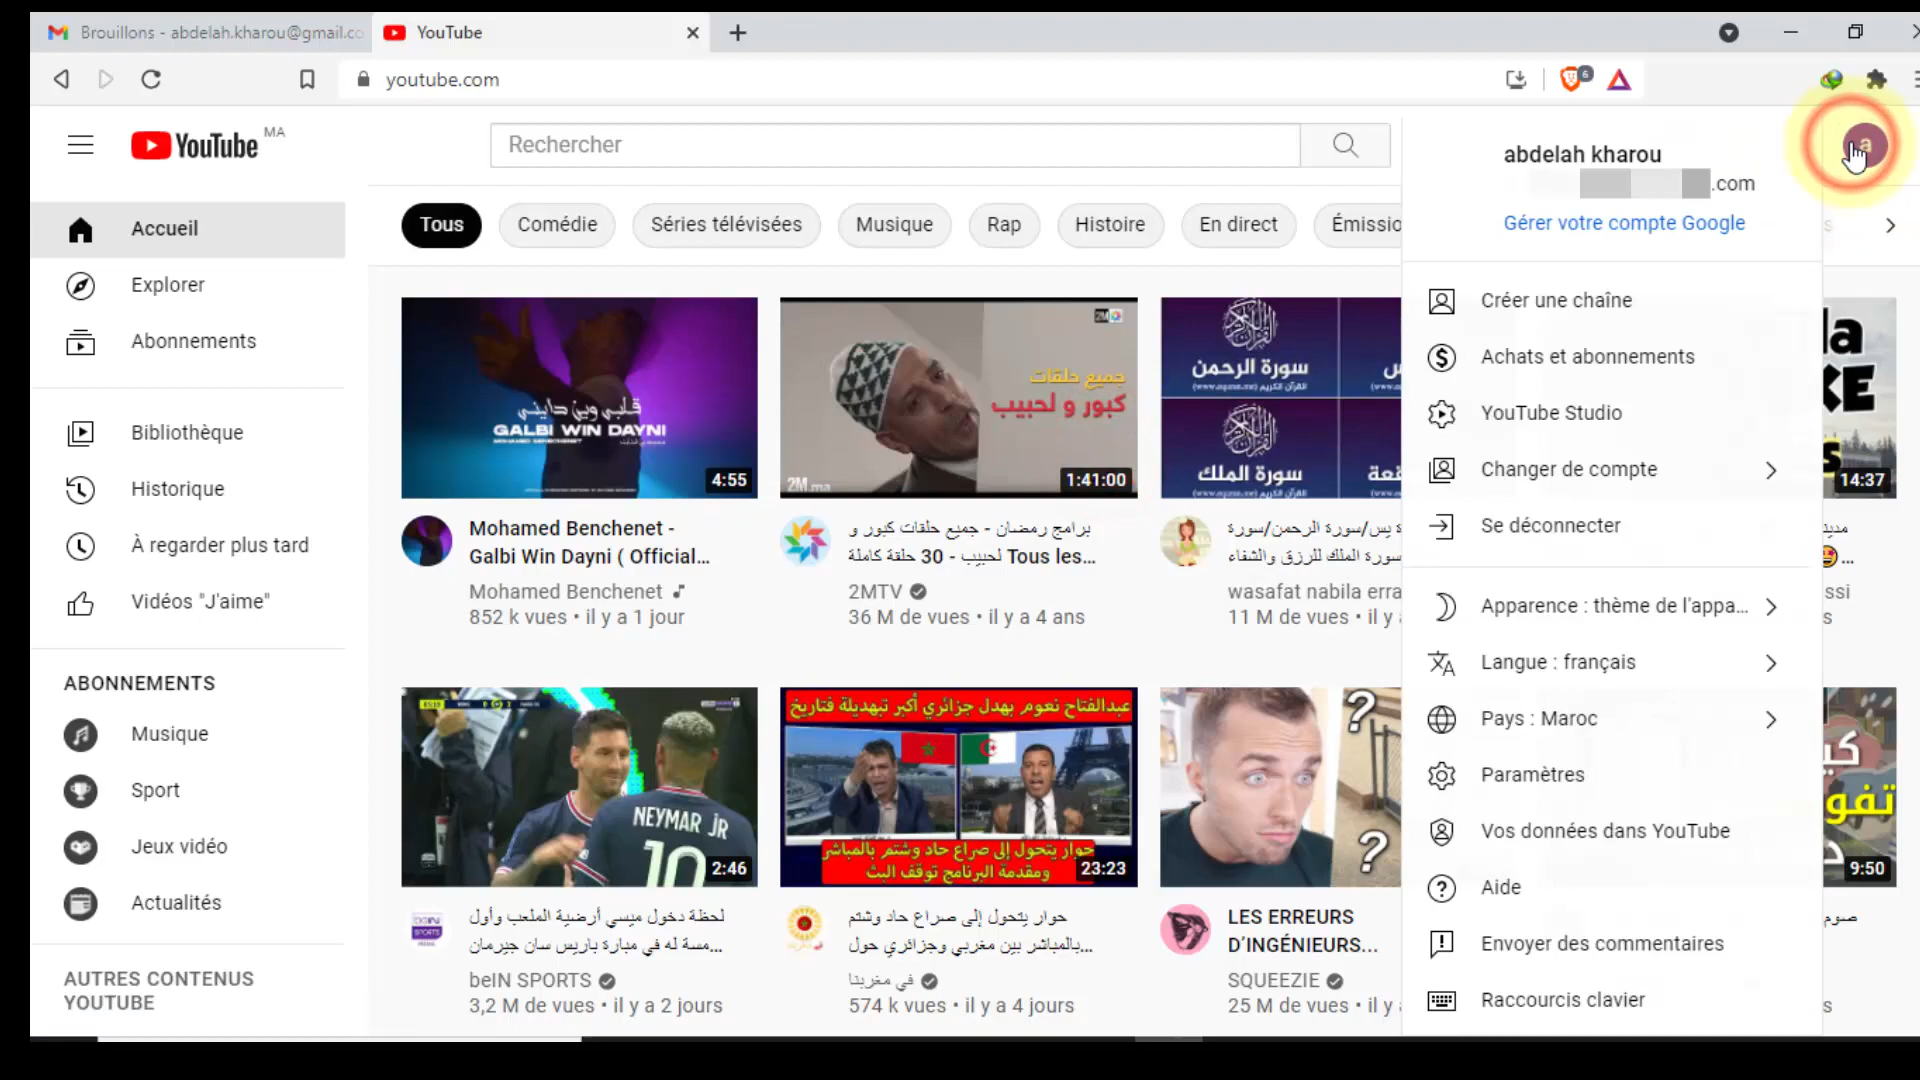 Brouillons - abdelah.kharou@gmail.co
YouTube
youtube.com
6
YouTube
MA
Rechercher
a
abdelah kharou
.com
Gérer votre compte Google
Tous
Comédie
Séries télévisées
Musique
Rap
Histoire
En direct
Émissio
Accueil
Explorer
Abonnements
Bibliothèque
Historique
À regarder plus tard
Vidéos "J'aime"
ABONNEMENTS
Musique
Sport
Jeux vidéo
Actualités
AUTRES CONTENUS
YOUTUBE
قلبي وين دايني
GALBI WIN DAYNI
4:55
Mohamed Benchenet -
Galbi Win Dayni ( Official...
Mohamed Benchenet
852 k vues • il y a 1 jour
2M
جميع حلقات
كبور و لحبيب
2M.ma
1:41:00
برامج رمضان - جميع حلقات كبور و
لحبيب - 30 حلقة كاملة Tous les...
2MTV
36 M de vues • il y a 4 ans
سورة الرحمن
سورة الملك
ة يس/سورة الرحمن/سورة
سورة الملك للرزق والشفاء
wasafat nabila erra
11 M de vues • il y
14:37
NEYMAR JR
10
2:46
لحظة دخول ميسي أرضية الملعب وأول
مسة له في مباراة باريس سان جيرمان...
beIN SPORTS
3,2 M de vues • il y a 2 jours
عبدالفتاح نعوم بهدل جزائري أكبر تبهديلة فتاريخ
حوار يتحول إلى صراع حاد وشتم بالمباشر
ومقدمة البرنامج توقف البث
23:23
حوار يتحول إلى صراع حاد وشتم
بالمباشر بين مغربي وجزائري حول...
في مغربنا
574 k vues • il y a 4 jours
? ?
LES ERREURS
D'INGÉNIEURS...
SQUEEZIE
25 M de vues • il y
9:50
Créer une chaîne
Achats et abonnements
YouTube Studio
Changer de compte
Se déconnecter
Apparence : thème de l'appa...
Langue : français
Pays : Maroc
Paramètres
Vos données dans YouTube
Aide
Envoyer des commentaires
Raccourcis clavier